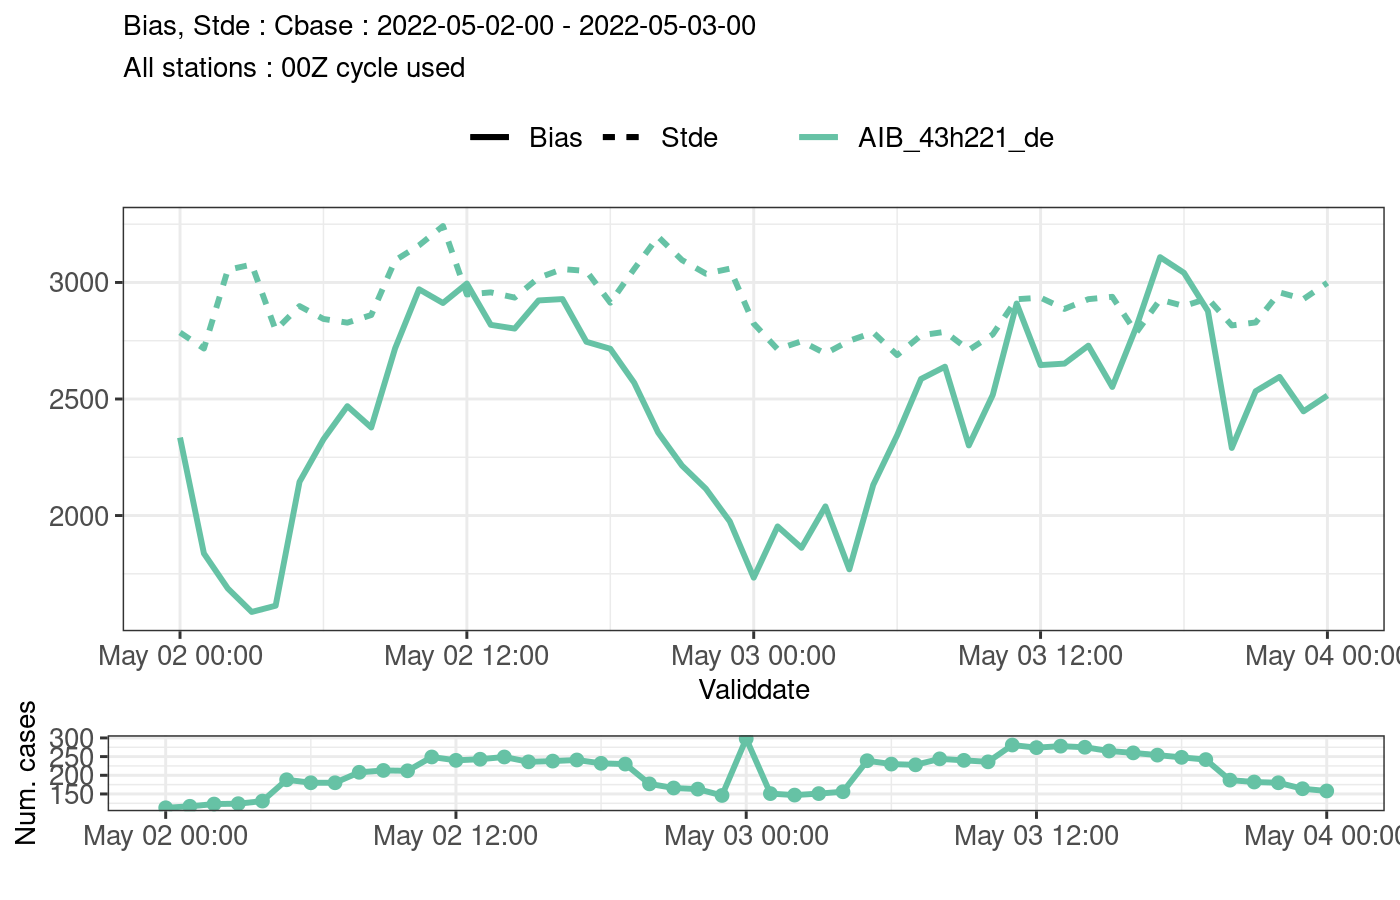 Bias, Stde : Cbase : 2022-05-02-00 - 2022-05-03-00
All stations : 00Z cycle used
Bias Stde AIB_43h221_de
3000
2500
2000
May 02 00:00 May 02 12:00 May 03 00:00 May 03 12:00 May 04 00:0
Validdate
Num. cases
300
250
200
150
May 02 00:00 May 02 12:00 May 03 00:00 May 03 12:00 May 04 00:0